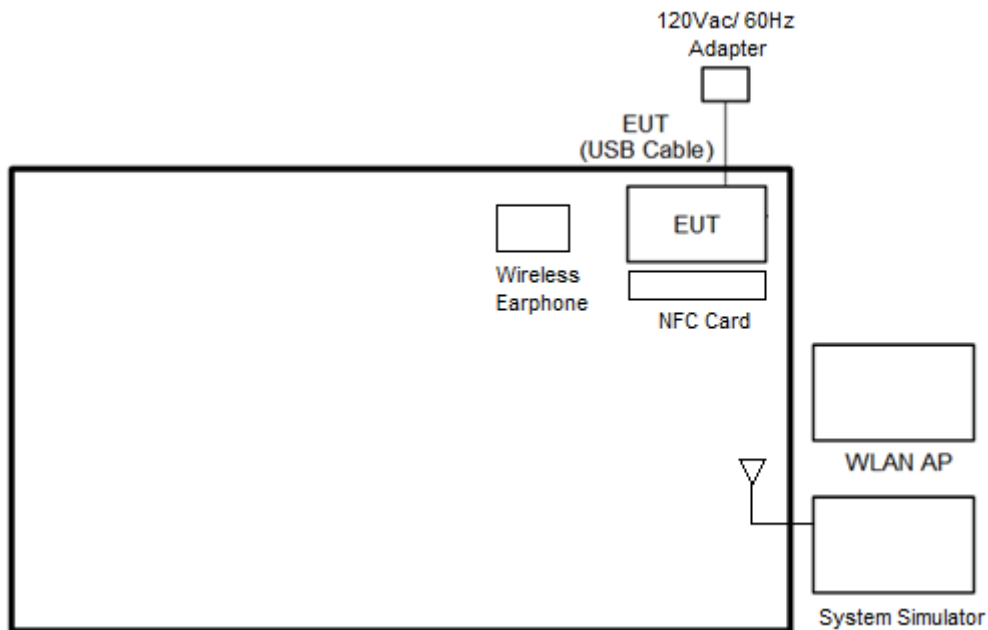 120Vac/ 60Hz
Adapter
EUT
(USB Cable)
EUT
Wireless
Earphone
NFC Card
WLAN AP
System Simulator